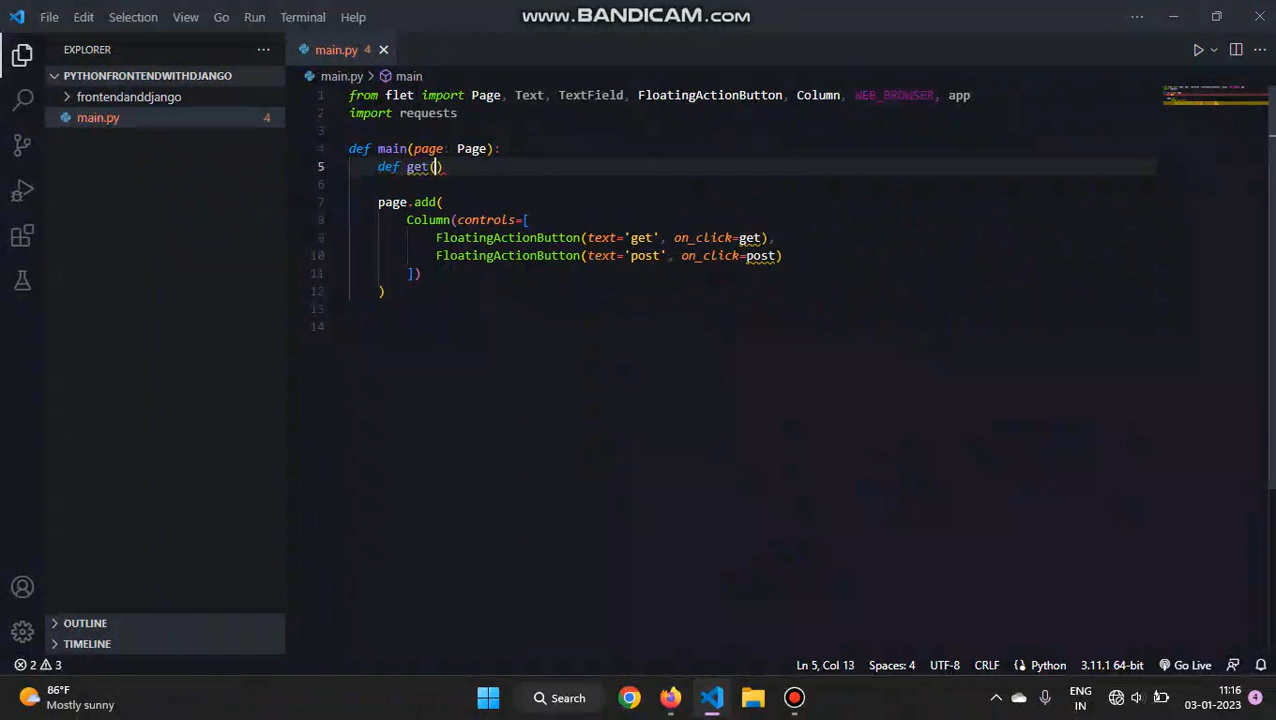 File Edit Selection View Go Run Terminal Help
www.BANDICAM.com
EXPLORER
main.py 4
PYTHONFRONTENDWITHDJANGO
frontendanddjango
main.py 4
main.py > main
1 from flet import Page, Text, TextField, FloatingActionButton, Column, WEB_BROWSER, app
2 import requests
3
4 def main(page: Page):
5     def get()
6
7     page.add(
8         Column(controls=[
9             FloatingActionButton(text='get', on_click=get),
10             FloatingActionButton(text='post', on_click=post)
11         ])
12     )
13
14
OUTLINE
TIMELINE
2 3 Ln 5, Col 13 Spaces: 4 UTF-8 CRLF Python 3.11.1 64-bit Go Live
86°F
Mostly sunny
Search
ENG
IN
11:16
03-01-2023
4